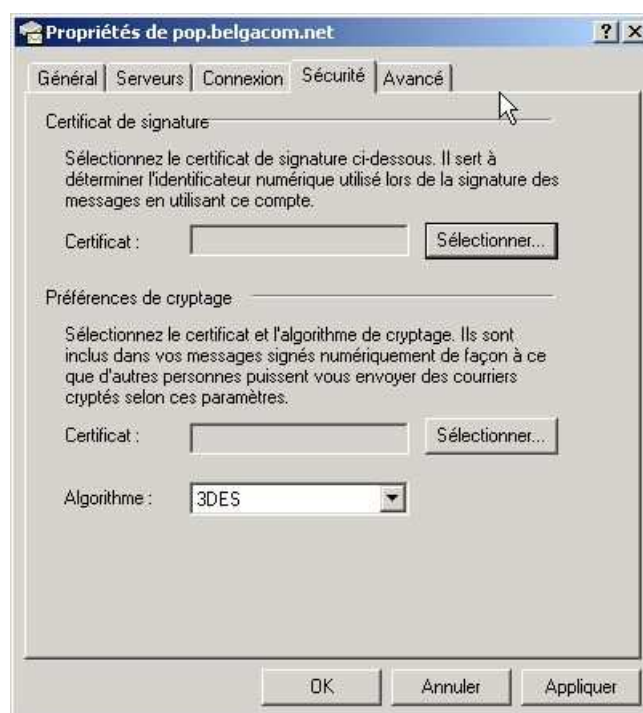 Propriétés de pop.belgacom.net
Général Serveurs Connexion Sécurité Avancé
Certificat de signature
Sélectionnez le certificat de signature ci-dessous. Il sert à
déterminer l'identificateur numérique utilisé lors de la signature des
messages en utilisant ce compte.
Certificat : Sélectionner...
Préférences de cryptage
Sélectionnez le certificat et l'algorithme de cryptage. Ils sont
inclus dans vos messages signés numériquement de façon à ce
que d'autres personnes puissent vous envoyer des courriers
cryptés selon ces paramètres.
Certificat : Sélectionner...
Algorithme : 3DES
OK Annuler Appliquer